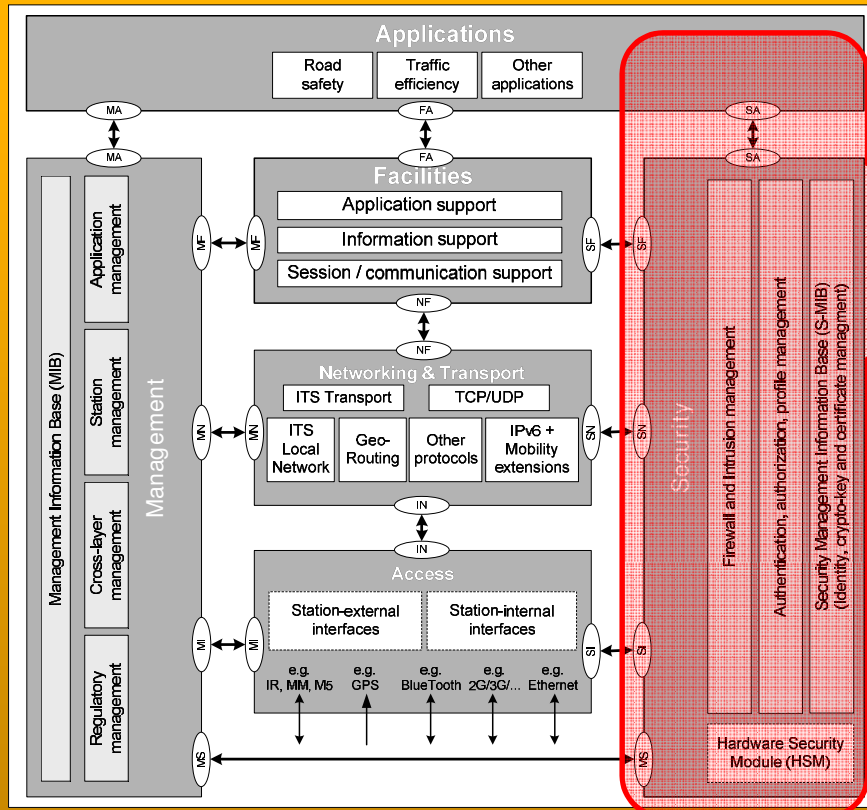 Applications
Road
safety
Traffic
efficiency
Other
applications
MA
FA
SA
MA
FA
SA
Management Information Base (MIB)
Application
management
Station
management
Cross-layer
management
Regulatory
management
Management
MF
MN
MI
MS
Facilities
Application support
Information support
Session / communication support
MF
SF
NF
NF
Networking & Transport
ITS Transport
TCP/UDP
ITS
Local
Network
Geo-
Routing
Other
protocols
IPv6 +
Mobility
extensions
MN
SN
IN
IN
Access
Station-external
interfaces
Station-internal
interfaces
MI
SI
e.g.
IR, MM, M5
e.g.
GPS
e.g.
BlueTooth
e.g.
2G/3G/...
e.g.
Ethernet
SF
SN
SI
MS
Security
Firewall and Intrusion management
Authentication, authorization, profile management
Security Management Information Base (S-MIB)
(Identity, crypto-key and certificate managment)
Hardware Security
Module (HSM)